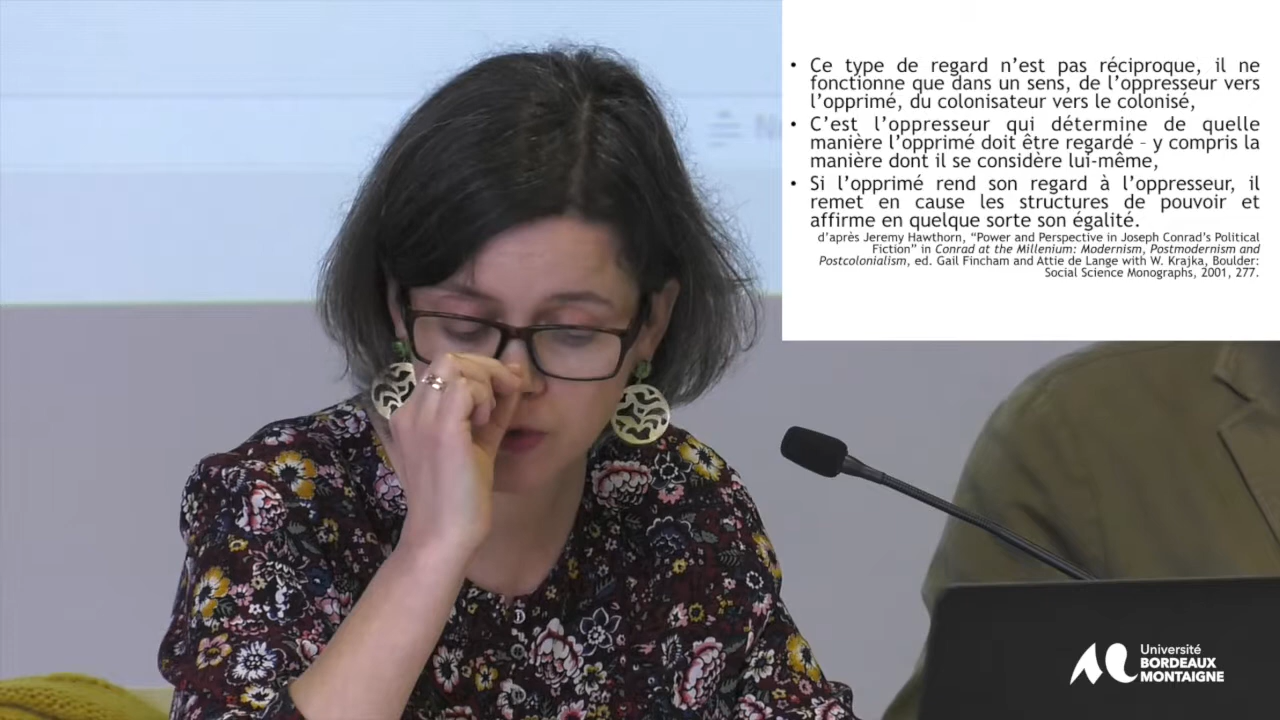 • Ce type de regard n’est pas réciproque, il ne
fonctionne que dans un sens, de l’oppresseur vers
l’opprimé, du colonisateur vers le colonisé,
• C’est l’oppresseur qui détermine de quelle
manière l’opprimé doit être regardé – y compris la
manière dont il se considère lui-même,
• Si l’opprimé rend son regard à l’oppresseur, il
remet en cause les structures de pouvoir et
affirme en quelque sorte son égalité.
d’après Jeremy Hawthorn, “Power and Perspective in Joseph Conrad’s Political
Fiction” in Conrad at the Millenium: Modernism, Postmodernism and
Postcolonialism, ed. Gail Fincham and Attie de Lange with W. Krajka, Boulder:
Social Science Monographs, 2001, 277.
Université
BORDEAUX
MONTAIGNE